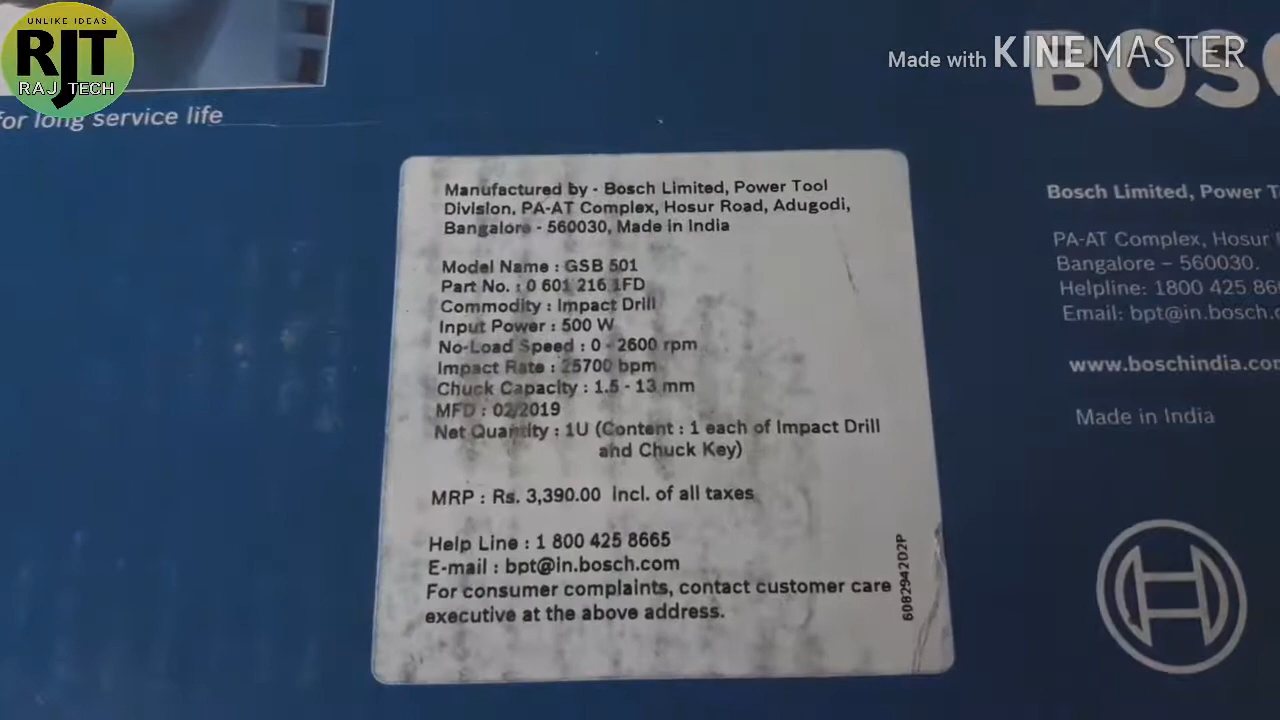 UNLIKE IDEAS
RJT
RAJ TECH
Made with KINEMASTER
for long service life
Manufactured by - Bosch Limited, Power Tool
Division. PA-AT Complex, Hosur Road, Adugodi,
Bangalore - 560030, Made in India
Model Name : GSB 501
Part No. : 0 601 216 1FD
Commodity : Impact Drill
Input Power : 500 W
No-Load Speed : 0 - 2600 rpm
Impact Rate : 25700 bpm
Chuck Capacity : 1.5 - 13 mm
MFD : 02/2019
Net Quantity : 1U (Content : 1 each of Impact Drill
and Chuck Key)
MRP : Rs. 3,390.00 Incl. of all taxes
Help Line : 1 800 425 8665
E-mail : bpt@in.bosch.com
For consumer complaints, contact customer care
executive at the above address.
6082942D2P
BOSC
Bosch Limited, Power T
PA-AT Complex, Hosur
Bangalore – 560030.
Helpline: 1800 425 86
Email: bpt@in.bosch.
www.boschindia.co
Made in India